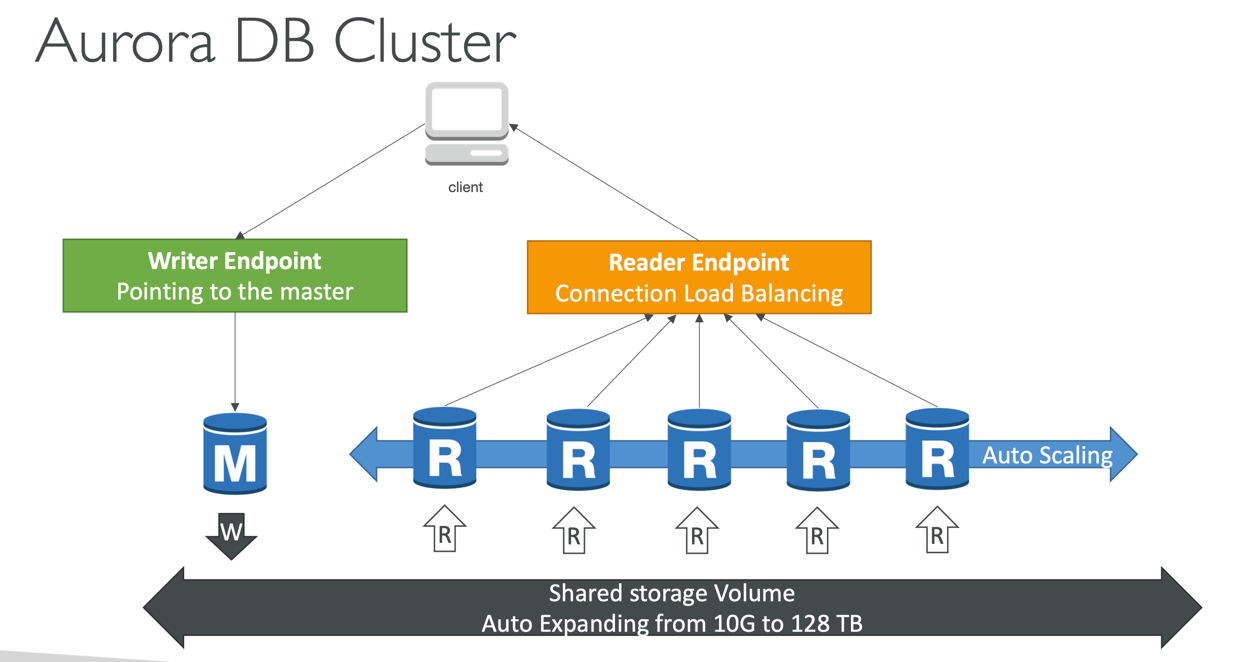 Aurora DB Cluster
client
Writer Endpoint
Pointing to the master
Reader Endpoint
Connection Load Balancing
M
R
R
R
R
R
Auto Scaling
W
R
R
R
R
R
Shared storage Volume
Auto Expanding from 10G to 128 TB